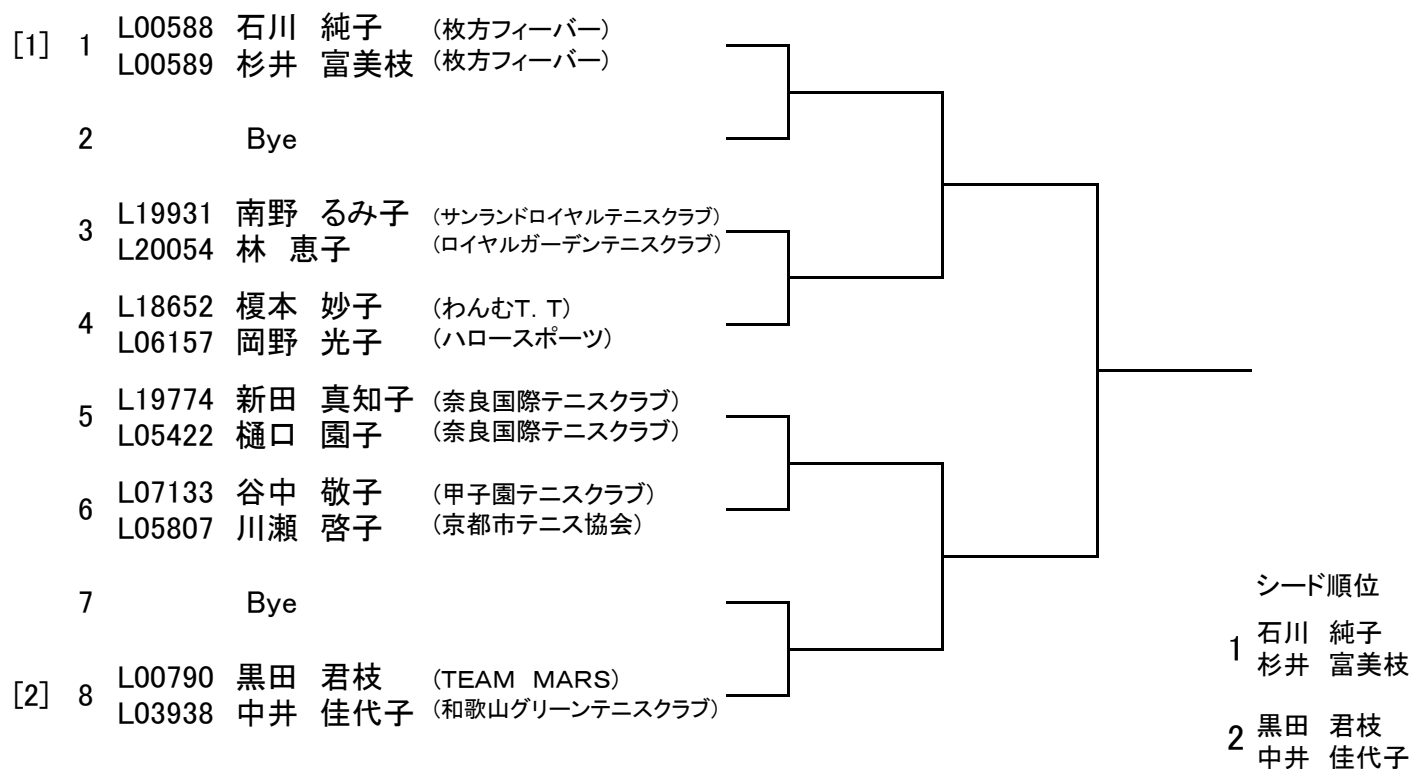 [1] 1 L00588 石川 純子 (枚方フィーバー)
L00589 杉井 富美枝 (枚方フィーバー)
2 Bye
3 L19931 南野 るみ子 (サンランドロイヤルテニスクラブ)
L20054 林 恵子 (ロイヤルガーデンテニスクラブ)
4 L18652 榎本 妙子 (わんむT.T)
L06157 岡野 光子 (ハロースポーツ)
5 L19774 新田 真知子 (奈良国際テニスクラブ)
L05422 樋口 園子 (奈良国際テニスクラブ)
6 L07133 谷中 敬子 (甲子園テニスクラブ)
L05807 川瀬 啓子 (京都市テニス協会)
7 Bye
[2] 8 L00790 黒田 君枝 (TEAM MARS)
L03938 中井 佳代子 (和歌山グリーンテニスクラブ)
シード順位
1 石川 純子
杉井 富美枝
2 黒田 君枝
中井 佳代子